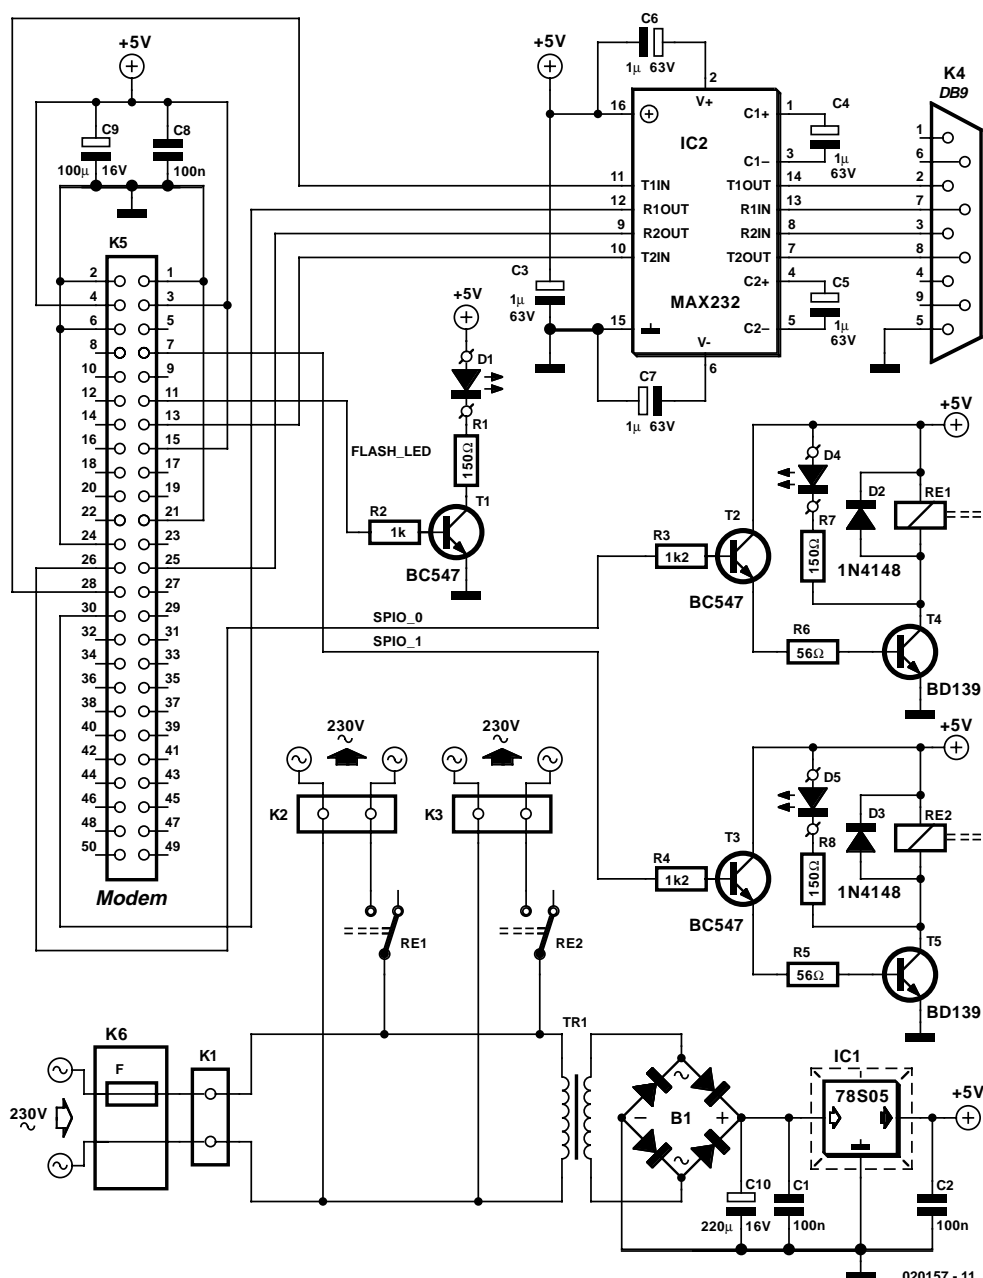 +5V
C9
100µ 16V
C8
100n
K5
2 1
4 3
6 5
8 7
10 9
12 11
14 13
16 15
18 17
20 19
22 21
24 23
26 25
28 27
30 29
32 31
34 33
36 35
38 37
40 39
42 41
44 43
46 45
48 47
50 49
Modem
+5V
C6
1µ 63V
2
V+
16
IC2
C1+
1
C4
1µ
63V
C1–
3
11
T1IN
T1OUT
14
12
R1OUT
R1IN
13
9
R2OUT
R2IN
8
10
T2IN
T2OUT
7
C2+
4
C5
1µ
63V
C2–
5
MAX232
15
V-
6
C3
1µ
63V
C7
1µ 63V
K4
DB9
1
6
2
7
3
8
4
9
5
+5V
D1
R1
150Ω
T1
FLASH_LED
R2
1k
BC547
SPIO_0
SPIO_1
+5V
D4
D2
RE1
R7
150Ω
1N4148
T2
R3
1k2
BC547
R6
56Ω
T4
BD139
+5V
D5
D3
RE2
R8
150Ω
1N4148
T3
R4
1k2
BC547
R5
56Ω
T5
BD139
230V
230V
K2
K3
RE1
RE2
K6
F
K1
230V
TR1
B1
–
+
IC1
78S05
+5V
C10
220µ 16V
C1
100n
C2
100n
020157 - 11